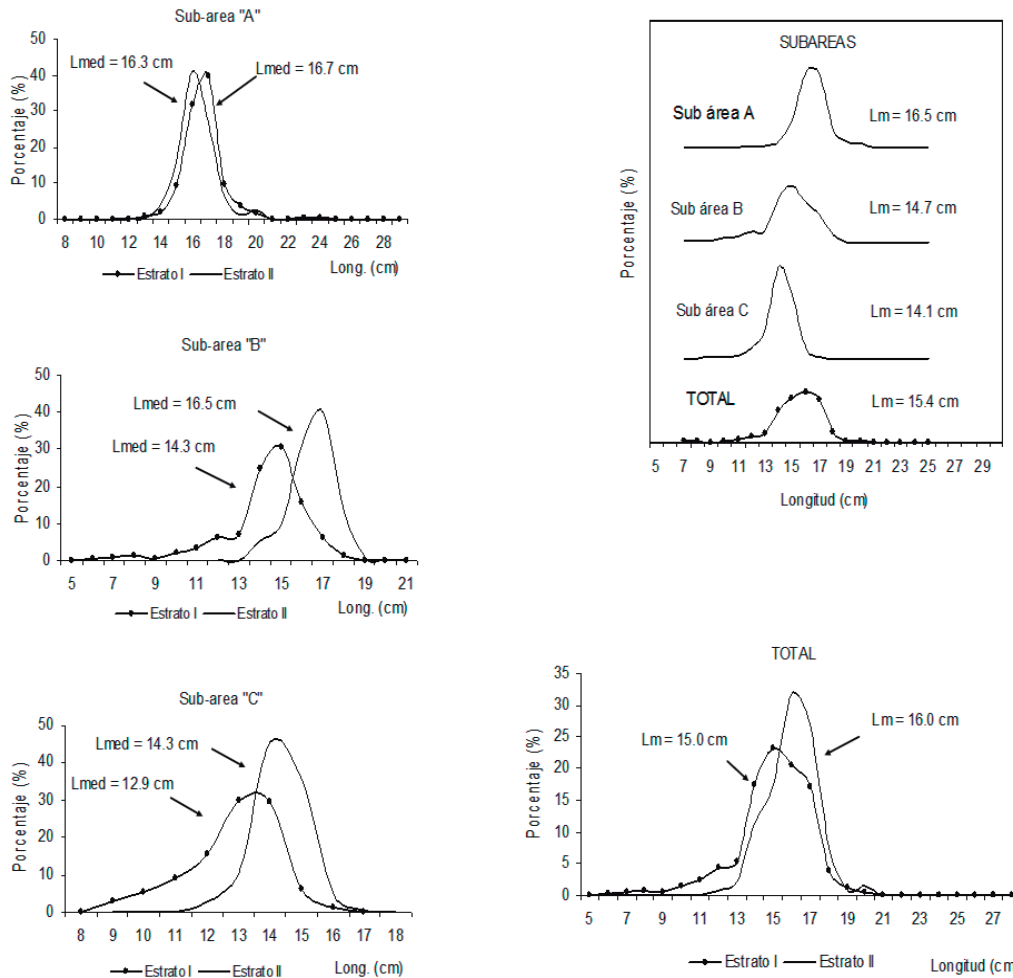 Sub-area "A"
Porcentaje (%)
50
40
30
20
10
0
Lmed = 16.3 cm
Lmed = 16.7 cm
8 10 12 14 16 18 20 22 24 26 28
Estrato I Estrato II Long. (cm)
Sub-area "B"
Porcentaje (%)
50
40
30
20
10
0
Lmed = 16.5 cm
Lmed = 14.3 cm
5 7 9 11 13 15 17 19 21
Estrato I Estrato II Long. (cm)
Sub-area "C"
Porcentaje (%)
50
40
30
20
10
0
Lmed = 14.3 cm
Lmed = 12.9 cm
8 9 10 11 12 13 14 15 16 17 18
Estrato I Estrato II Long. (cm)
SUBAREAS
Porcentaje (%)
Sub área A Lm = 16.5 cm
Sub área B Lm = 14.7 cm
Sub área C Lm = 14.1 cm
TOTAL Lm = 15.4 cm
5 7 9 11 13 15 17 19 21 23 25 27 29
Longitud (cm)
TOTAL
Porcentaje (%)
35
30
25
20
15
10
5
0
Lm = 15.0 cm
Lm = 16.0 cm
5 7 9 11 13 15 17 19 21 23 25 27
Estrato I Estrato II Longitud (cm